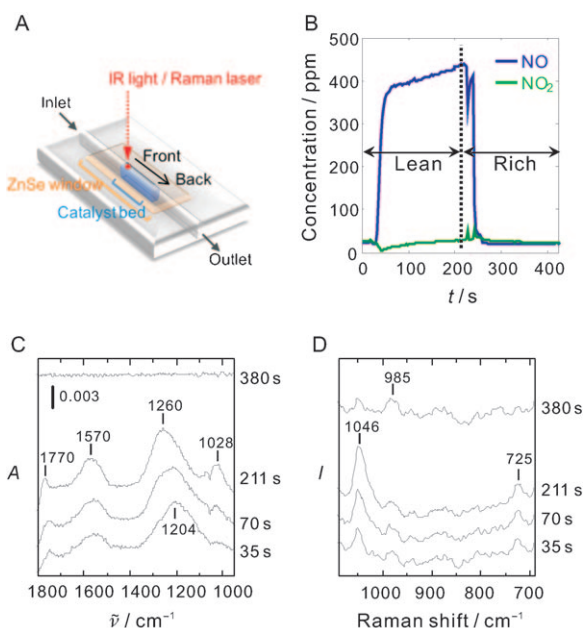 A
IR light / Raman laser
Inlet
Front
Back
ZnSe window
Catalyst bed
Outlet
B
Concentration / ppm
500
400
300
200
100
0
NO
NO₂
Lean
Rich
0 100 200 300 400
t / s
C
380 s
0.003
1260
1570
1770
1028
A
211 s
70 s
1204
35 s
1800 1600 1400 1200 1000
ν̃ / cm⁻¹
D
985
380 s
1046
I
725
211 s
70 s
35 s
1000 900 800 700
Raman shift / cm⁻¹